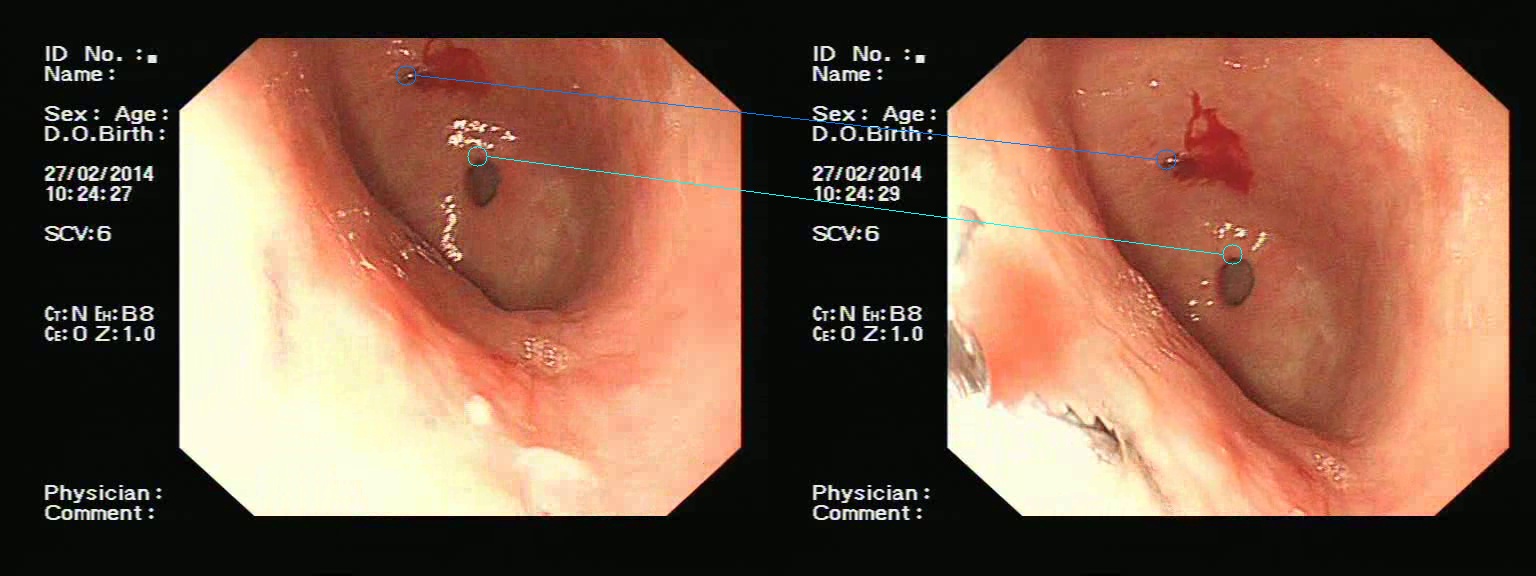 ID No. :
Name:
Sex: Age:
D.O.Birth:
27/02/2014
10:24:27
SCV:6
CT:N EH:B8
CE:0 Z:1.0
Physician:
Comment:
ID No. :
Name:
Sex: Age:
D.O.Birth:
27/02/2014
10:24:29
SCV:6
CT:N EH:B8
CE:0 Z:1.0
Physician:
Comment: